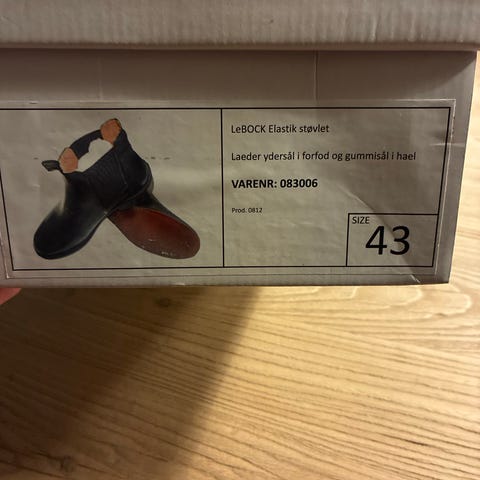 LeBOCK Elastik støvlet
Laeder ydersål i forfod og gummisål i hael
VARENR: 083006
Prod. 0812
SIZE
43